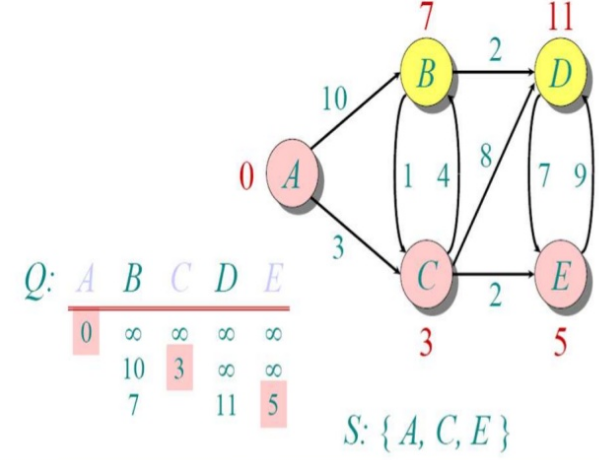 7 11
2
B D
10
0 A 1 4 8 7 9
3
Q: A B C D E
C E
2
0 ∞ ∞ ∞ ∞
3 5
10 3 ∞ ∞
7 11 5
S: { A, C, E }